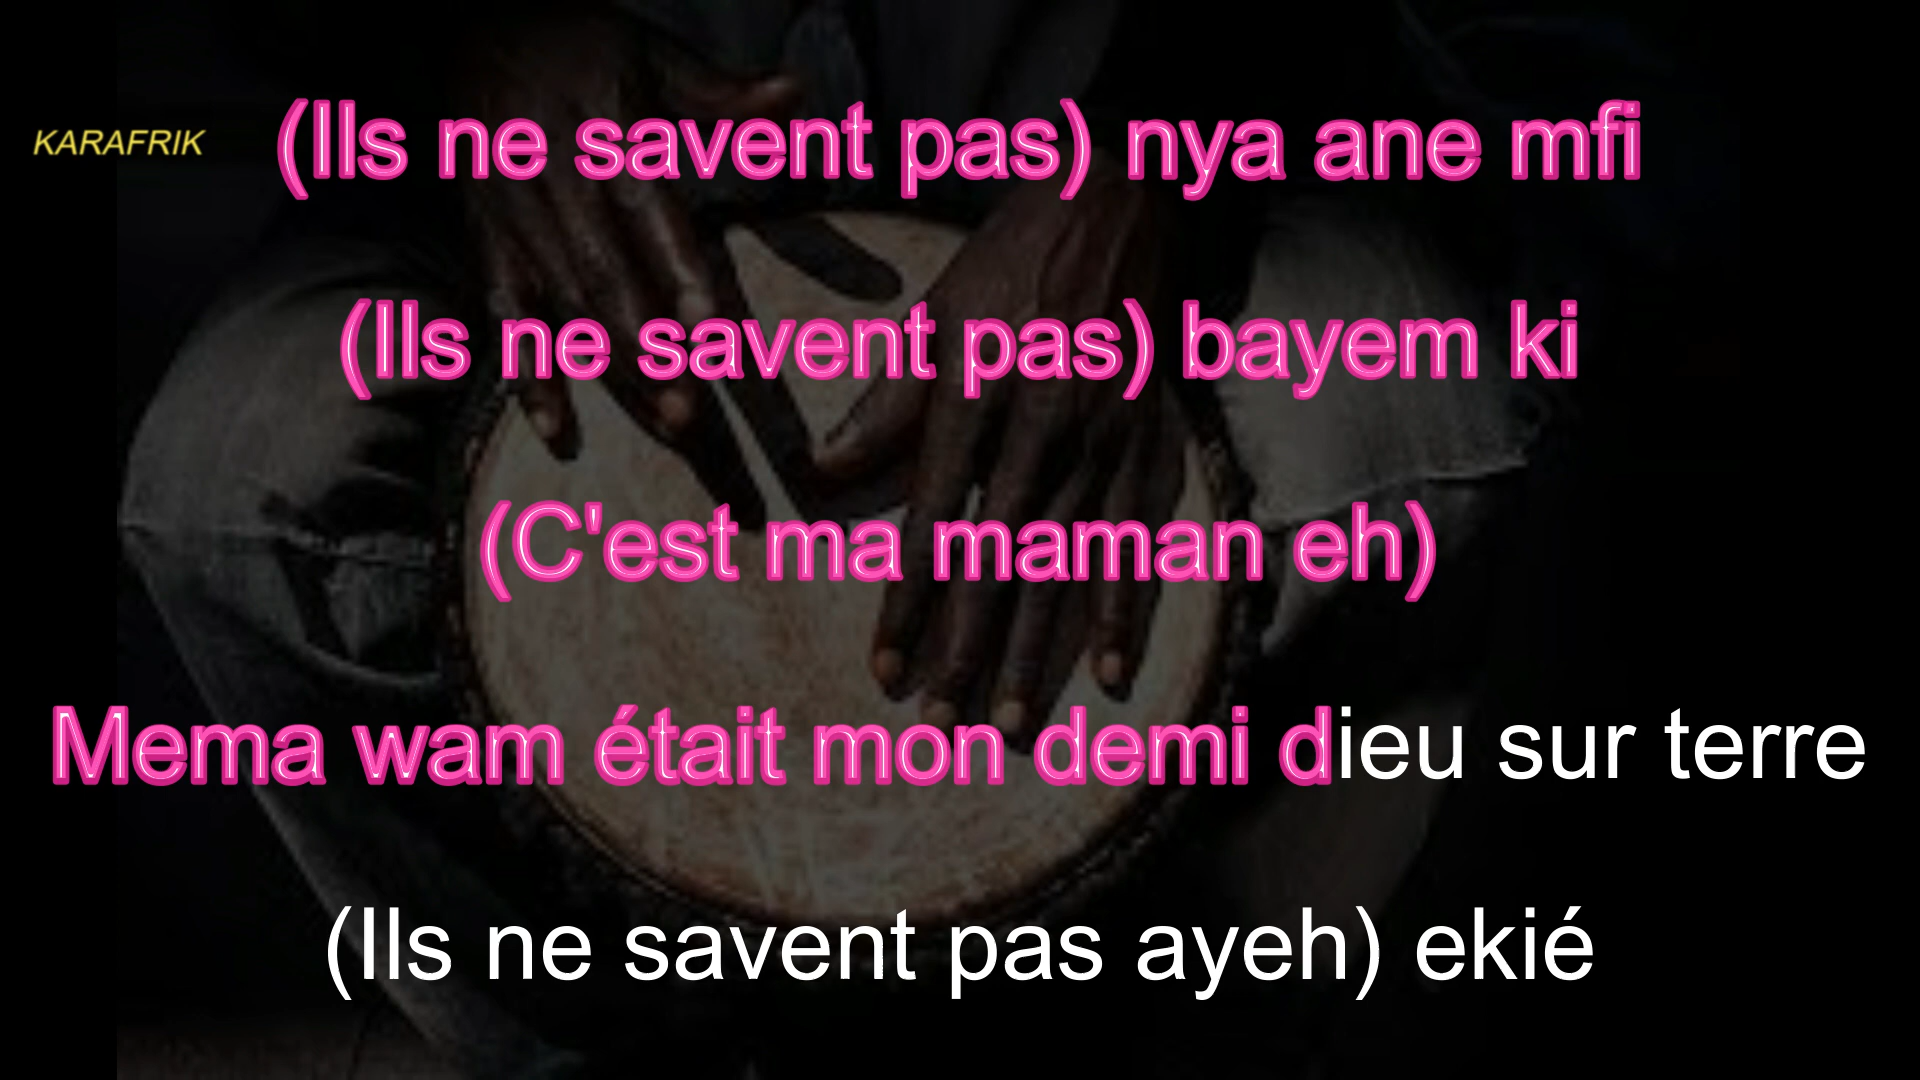 KARAFRIK
(Ils ne savent pas) nya ane mfi
(Ils ne savent pas) bayem ki
(C'est ma maman eh)
Mema wam était mon demi dieu sur terre
(Ils ne savent pas ayeh) ekié